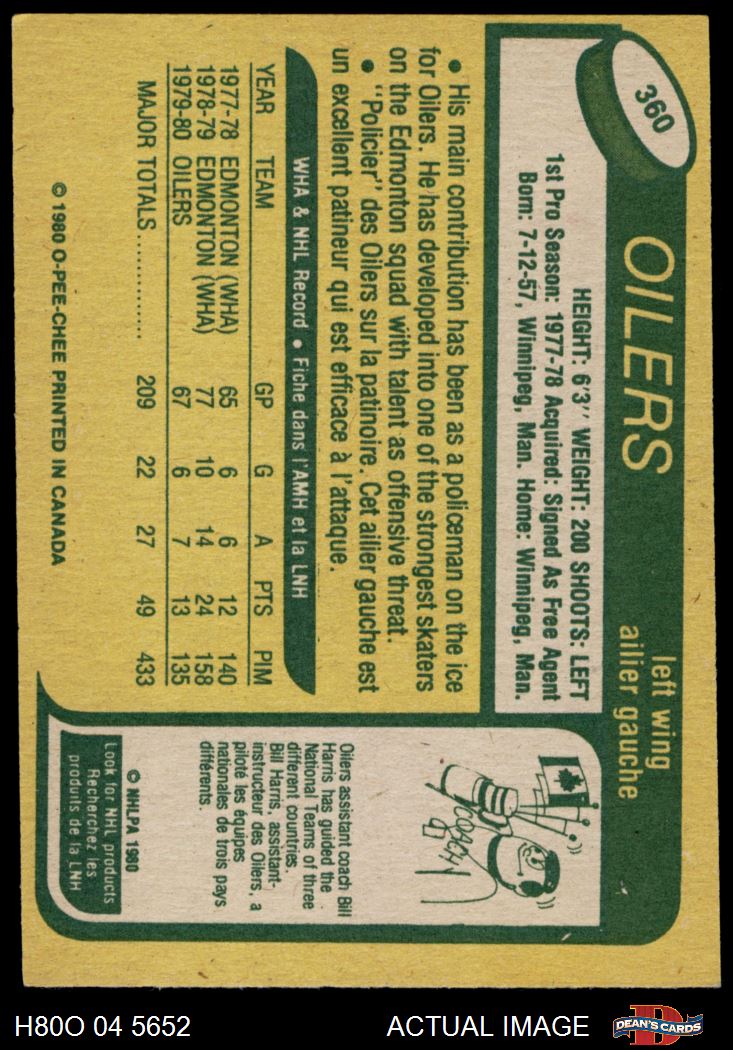 360
OILERS
left wing
ailier gauche
HEIGHT: 6'3" WEIGHT: 200 SHOOTS: LEFT
1st Pro Season: 1977-78 Acquired: Signed As Free Agent
Born: 7-12-57, Winnipeg, Man. Home: Winnipeg, Man.
• His main contribution has been as a policeman on the ice
for Oilers. He has developed into one of the strongest skaters
on the Edmonton squad with talent as offensive threat.
• "Policier" des Oilers sur la patinoire. Cet ailier gauche est
un excellent patineur qui est efficace à l'attaque.
WHA & NHL Record • Fiche dans l'AMH et la LNH
YEAR TEAM GP G A PTS PIM
1977-78 EDMONTON (WHA) 65 6 6 12 140
1978-79 EDMONTON (WHA) 77 10 14 24 158
1979-80 OILERS 67 6 7 13 135
MAJOR TOTALS............. 209 22 27 49 433
© 1980 O-PEE-CHEE PRINTED IN CANADA
COACH
Oilers assistant coach Bill
Harris has guided the
National Teams of three
different countries.
Bill Harris, assistant-
instructeur des Oilers, a
piloté les équipes
nationales de trois pays
différents.
© NHLPA 1980
Look for NHL products
Recherchez les
produits de la LNH
H80O 04 5652
ACTUAL IMAGE
DEAN'S CARDS